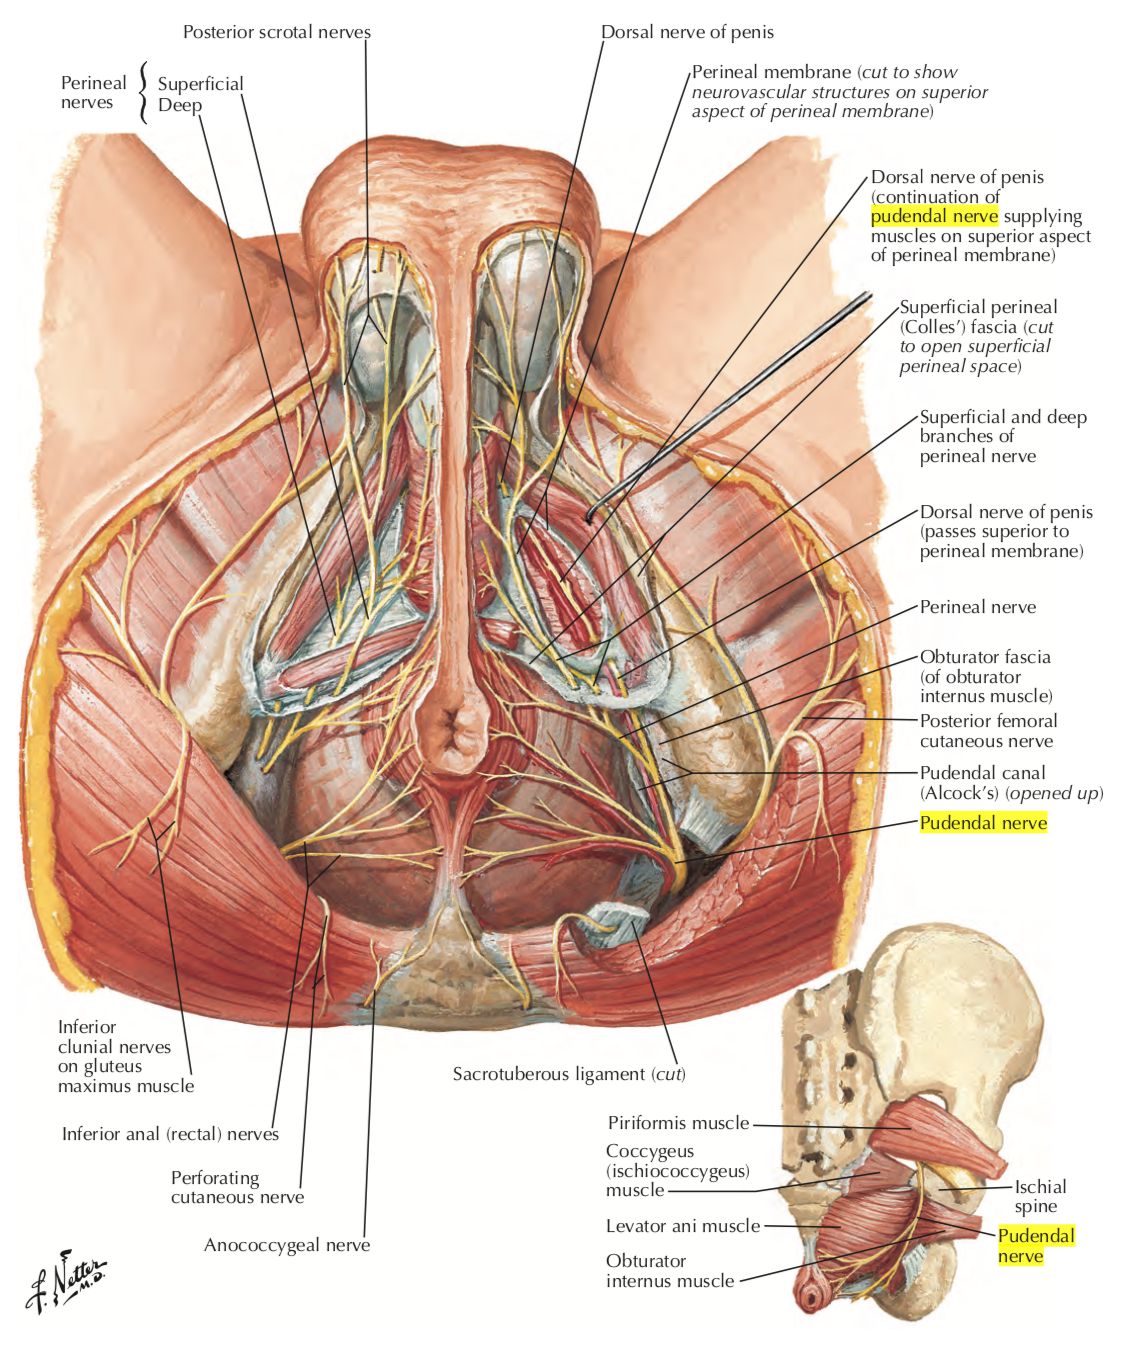 Posterior scrotal nerves
Dorsal nerve of penis
Perineal
nerves
Superficial
Deep
Perineal membrane (cut to show
neurovascular structures on superior
aspect of perineal membrane)
Dorsal nerve of penis
(continuation of
pudendal nerve supplying
muscles on superior aspect
of perineal membrane)
Superficial perineal
(Colles’) fascia (cut
to open superficial
perineal space)
Superficial and deep
branches of
perineal nerve
Dorsal nerve of penis
(passes superior to
perineal membrane)
Perineal nerve
Obturator fascia
(of obturator
internus muscle)
Posterior femoral
cutaneous nerve
Pudendal canal
(Alcock’s) (opened up)
Pudendal nerve
Inferior
clunial nerves
on gluteus
maximus muscle
Inferior anal (rectal) nerves
Perforating
cutaneous nerve
Anococcygeal nerve
Sacrotuberous ligament (cut)
Piriformis muscle
Coccygeus
(ischiococcygeus)
muscle
Levator ani muscle
Obturator
internus muscle
Ischial
spine
Pudendal
nerve
F. Netter
M.D.